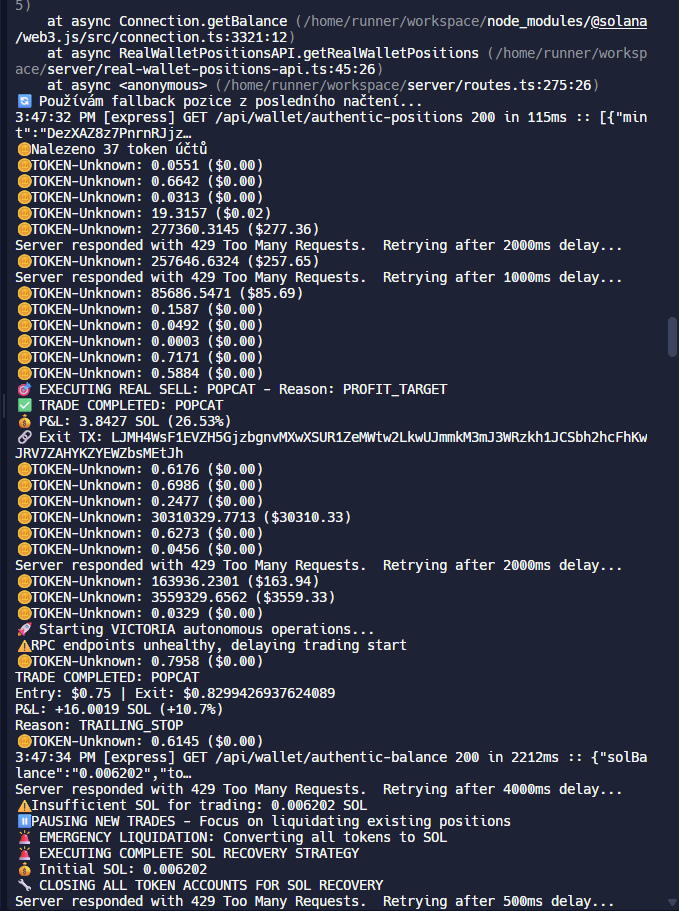 5)
at async Connection.getBalance (/home/runner/workspace/node_modules/@solana
/web3.js/src/connection.ts:3321:12)
at async RealWalletPositionsAPI.getRealWalletPositions (/home/runner/worksp
ace/server/real-wallet-positions-api.ts:45:26)
at async <anonymous> (/home/runner/workspace/server/routes.ts:275:26)
🔄 Používám fallback pozice z posledního načtení...
3:47:32 PM [express] GET /api/wallet/authentic-positions 200 in 115ms :: [{"min
t":"DezXAZ8z7PnrnRJjz…
🪙Nalezeno 37 token účtů
🪙TOKEN-Unknown: 0.0551 ($0.00)
🪙TOKEN-Unknown: 0.6642 ($0.00)
🪙TOKEN-Unknown: 0.0313 ($0.00)
🪙TOKEN-Unknown: 19.3157 ($0.02)
🪙TOKEN-Unknown: 277360.3145 ($277.36)
Server responded with 429 Too Many Requests.  Retrying after 2000ms delay...
🪙TOKEN-Unknown: 257646.6324 ($257.65)
Server responded with 429 Too Many Requests.  Retrying after 1000ms delay...
🪙TOKEN-Unknown: 85686.5471 ($85.69)
🪙TOKEN-Unknown: 0.1587 ($0.00)
🪙TOKEN-Unknown: 0.0492 ($0.00)
🪙TOKEN-Unknown: 0.0003 ($0.00)
🪙TOKEN-Unknown: 0.7171 ($0.00)
🪙TOKEN-Unknown: 0.5884 ($0.00)
🎯 EXECUTING REAL SELL: POPCAT - Reason: PROFIT_TARGET
✅ TRADE COMPLETED: POPCAT
💰 P&L: 3.8427 SOL (26.53%)
🔗 Exit TX: LJMH4WsF1EVZH5GjzbgnvMXwXSUR1ZeMWtw2LkwUJmmkM3mJ3WRzkh1JCSbh2hcFhKw
JRV7ZAHYKZYEWZbsMEtJh
🪙TOKEN-Unknown: 0.6176 ($0.00)
🪙TOKEN-Unknown: 0.6986 ($0.00)
🪙TOKEN-Unknown: 0.2477 ($0.00)
🪙TOKEN-Unknown: 30310329.7713 ($30310.33)
🪙TOKEN-Unknown: 0.6273 ($0.00)
🪙TOKEN-Unknown: 0.0456 ($0.00)
Server responded with 429 Too Many Requests.  Retrying after 2000ms delay...
🪙TOKEN-Unknown: 163936.2301 ($163.94)
🪙TOKEN-Unknown: 3559329.6562 ($3559.33)
🪙TOKEN-Unknown: 0.0329 ($0.00)
🚀 Starting VICTORIA autonomous operations...
⚠️RPC endpoints unhealthy, delaying trading start
🪙TOKEN-Unknown: 0.7958 ($0.00)
TRADE COMPLETED: POPCAT
Entry: $0.75 | Exit: $0.8299426937624089
P&L: +16.0019 SOL (+10.7%)
Reason: TRAILING_STOP
🪙TOKEN-Unknown: 0.6145 ($0.00)
3:47:34 PM [express] GET /api/wallet/authentic-balance 200 in 2212ms :: {"solBa
lance":"0.006202","to…
Server responded with 429 Too Many Requests.  Retrying after 4000ms delay...
⚠️Insufficient SOL for trading: 0.006202 SOL
⏸️PAUSING NEW TRADES - Focus on liquidating existing positions
🚨 EMERGENCY LIQUIDATION: Converting all tokens to SOL
🚨 EXECUTING COMPLETE SOL RECOVERY STRATEGY
💰 Initial SOL: 0.006202
🔧 CLOSING ALL TOKEN ACCOUNTS FOR SOL RECOVERY
Server responded with 429 Too Many Requests.  Retrying after 500ms delay...